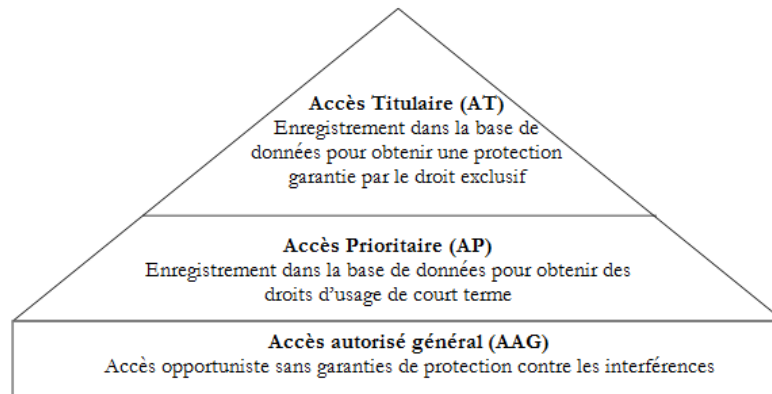 Accès Titulaire (AT)
Enregistrement dans la base de
données pour obtenir une protection
garantie par le droit exclusif
Accès Prioritaire (AP)
Enregistrement dans la base de données pour obtenir des
droits d’usage de court terme
Accès autorisé général (AAG)
Accès opportuniste sans garanties de protection contre les interférences